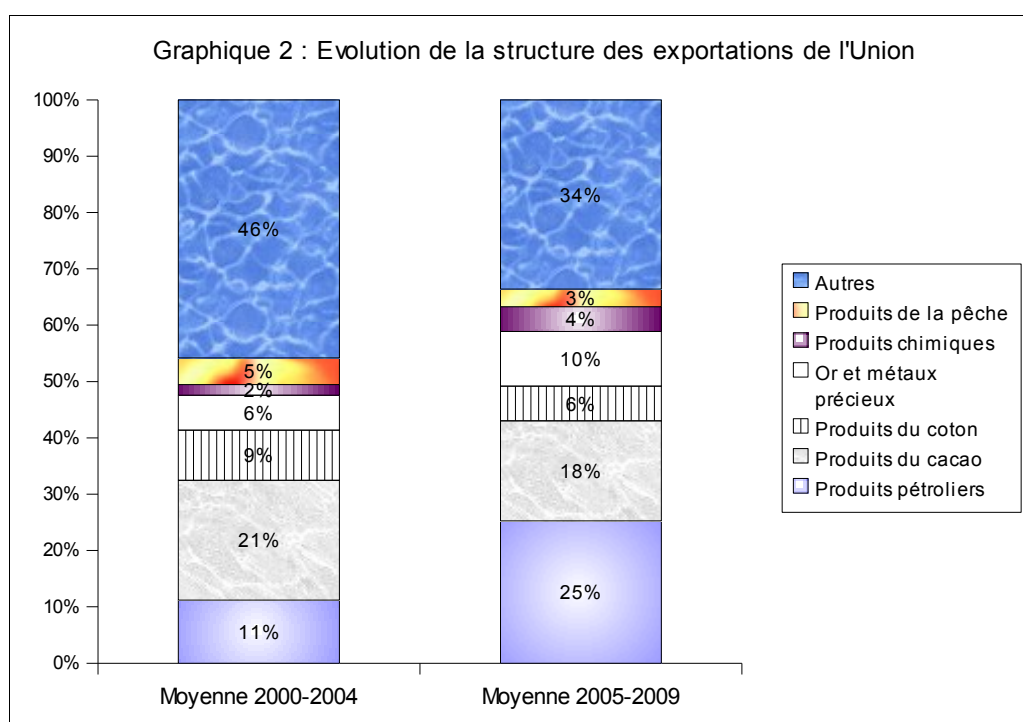 Graphique 2 : Evolution de la structure des exportations de l'Union
100%
90%
80%
70%
60%
50%
40%
30%
20%
10%
0%
46%
5%
2%
6%
9%
21%
11%
34%
3%
4%
10%
6%
18%
25%
Moyenne 2000-2004
Moyenne 2005-2009
Autres
Produits de la pêche
Produits chimiques
Or et métaux
précieux
Produits du coton
Produits du cacao
Produits pétroliers